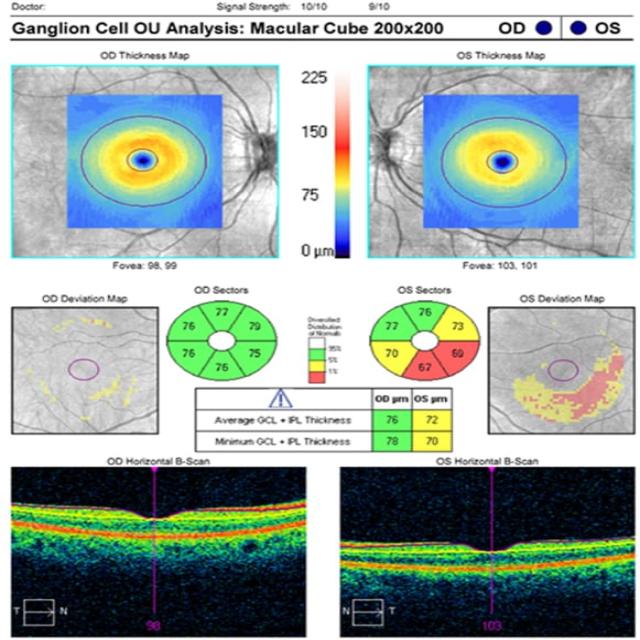 Doctor: Signal Strength: 10/10 9/10
Ganglion Cell OU Analysis: Macular Cube 200x200 OD OS
OD Thickness Map
OS Thickness Map
225
150
75
0 µm
Fovea: 98, 99
Fovea: 103, 101
OD Deviation Map
OD Sectors
OS Sectors
OS Deviation Map
77
76 79
76 75
76
Diversified
Distribution
of Normals
95%
5%
1%
76
77 73
70 69
67
OD µm OS µm
Average GCL + IPL Thickness 76 72
Minimum GCL + IPL Thickness 78 70
OD Horizontal B-Scan
OS Horizontal B-Scan
T N
98
N T
103